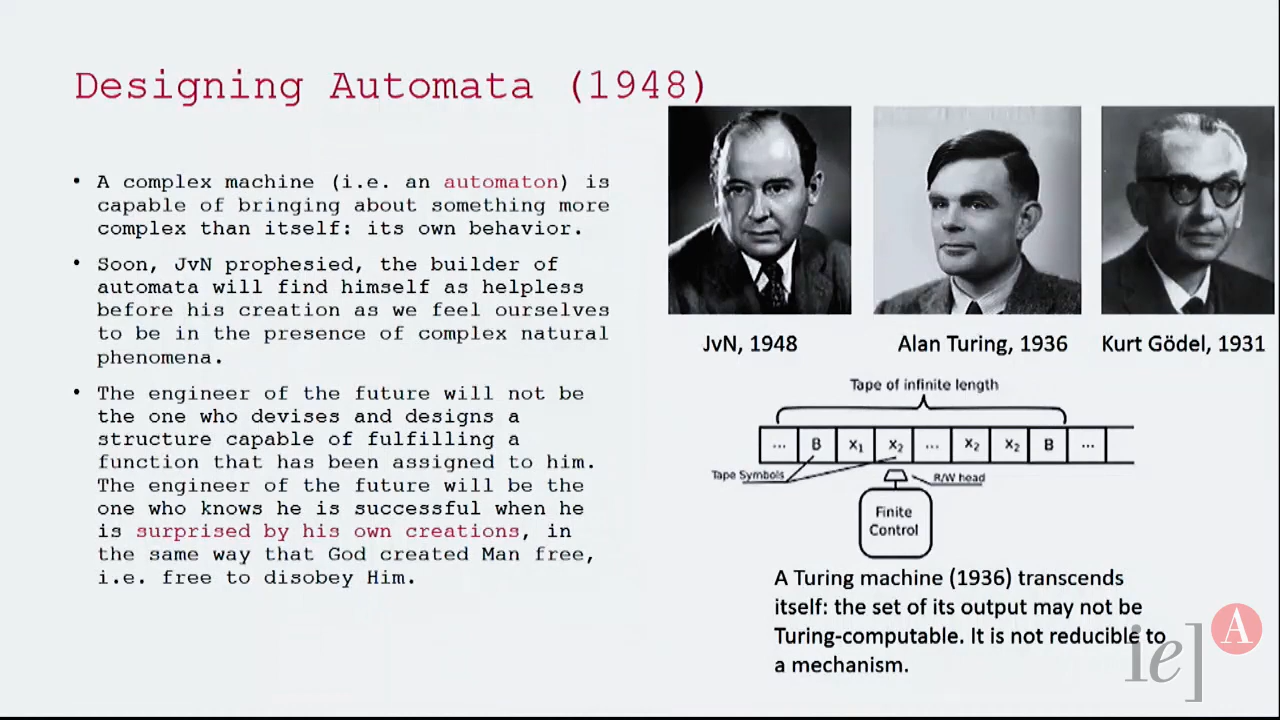 Designing Automata (1948)
• A complex machine (i.e. an automaton) is
capable of bringing about something more
complex than itself: its own behavior.
• Soon, JvN prophesied, the builder of
automata will find himself as helpless
before his creation as we feel ourselves
to be in the presence of complex natural
phenomena.
• The engineer of the future will not be
the one who devises and designs a
structure capable of fulfilling a
function that has been assigned to him.
The engineer of the future will be the
one who knows he is successful when he
is surprised by his own creations, in
the same way that God created Man free,
i.e. free to disobey Him.
JvN, 1948
Alan Turing, 1936
Kurt Gödel, 1931
Tape of infinite length
... B X1 X2 ... X2 X2 B ...
Tape Symbols
R/W head
Finite
Control
A Turing machine (1936) transcends
itself: the set of its output may not be
Turing-computable. It is not reducible to
a mechanism.
ie]
A